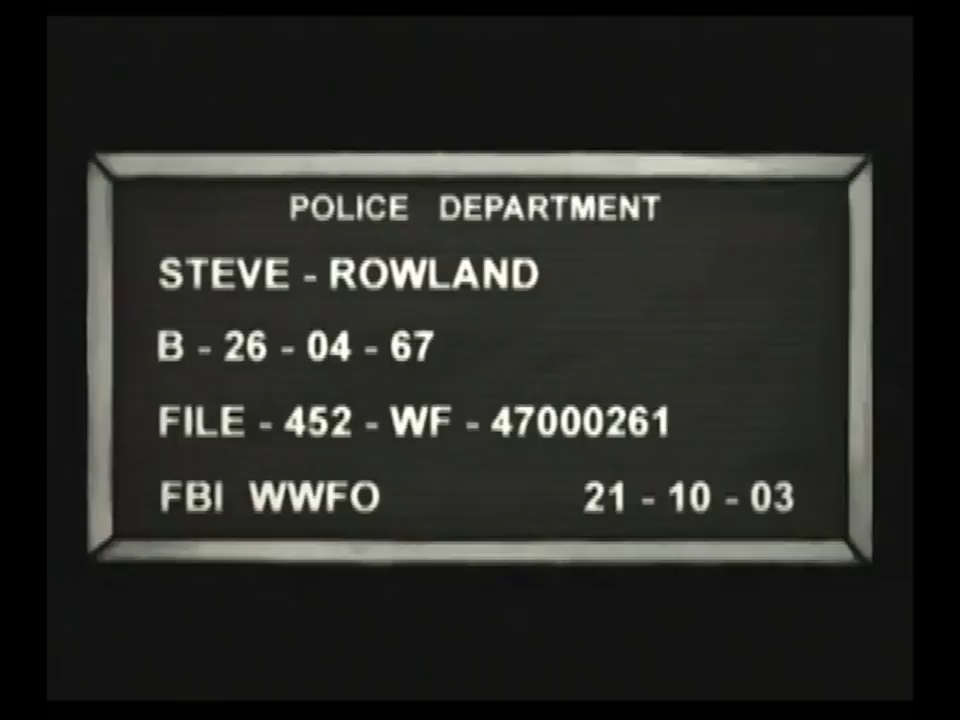 POLICE DEPARTMENT
STEVE - ROWLAND
B - 26 - 04 - 67
FILE - 452 - WF - 47000261
FBI WWFO 21 - 10 - 03